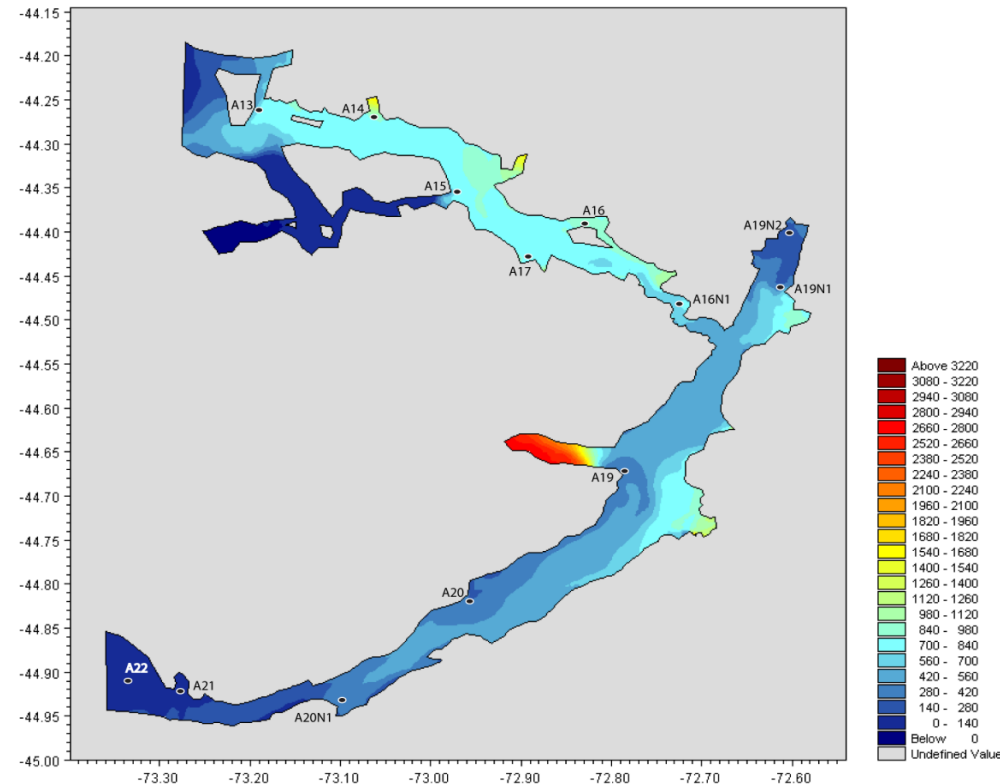 -44.15
-44.20
-44.25
-44.30
-44.35
-44.40
-44.45
-44.50
-44.55
-44.60
-44.65
-44.70
-44.75
-44.80
-44.85
-44.90
-44.95
-45.00
A13
A14
A15
A16
A17
A16N1
A19N2
A19N1
A19
A20
A22
A21
A20N1
-73.30
-73.20
-73.10
-73.00
-72.90
-72.80
-72.70
-72.60
Above 3220
3080 - 3220
2940 - 3080
2800 - 2940
2660 - 2800
2520 - 2660
2380 - 2520
2240 - 2380
2100 - 2240
1960 - 2100
1820 - 1960
1680 - 1820
1540 - 1680
1400 - 1540
1260 - 1400
1120 - 1260
980 - 1120
840 - 980
700 - 840
560 - 700
420 - 560
280 - 420
140 - 280
0 - 140
Below 0
Undefined Value